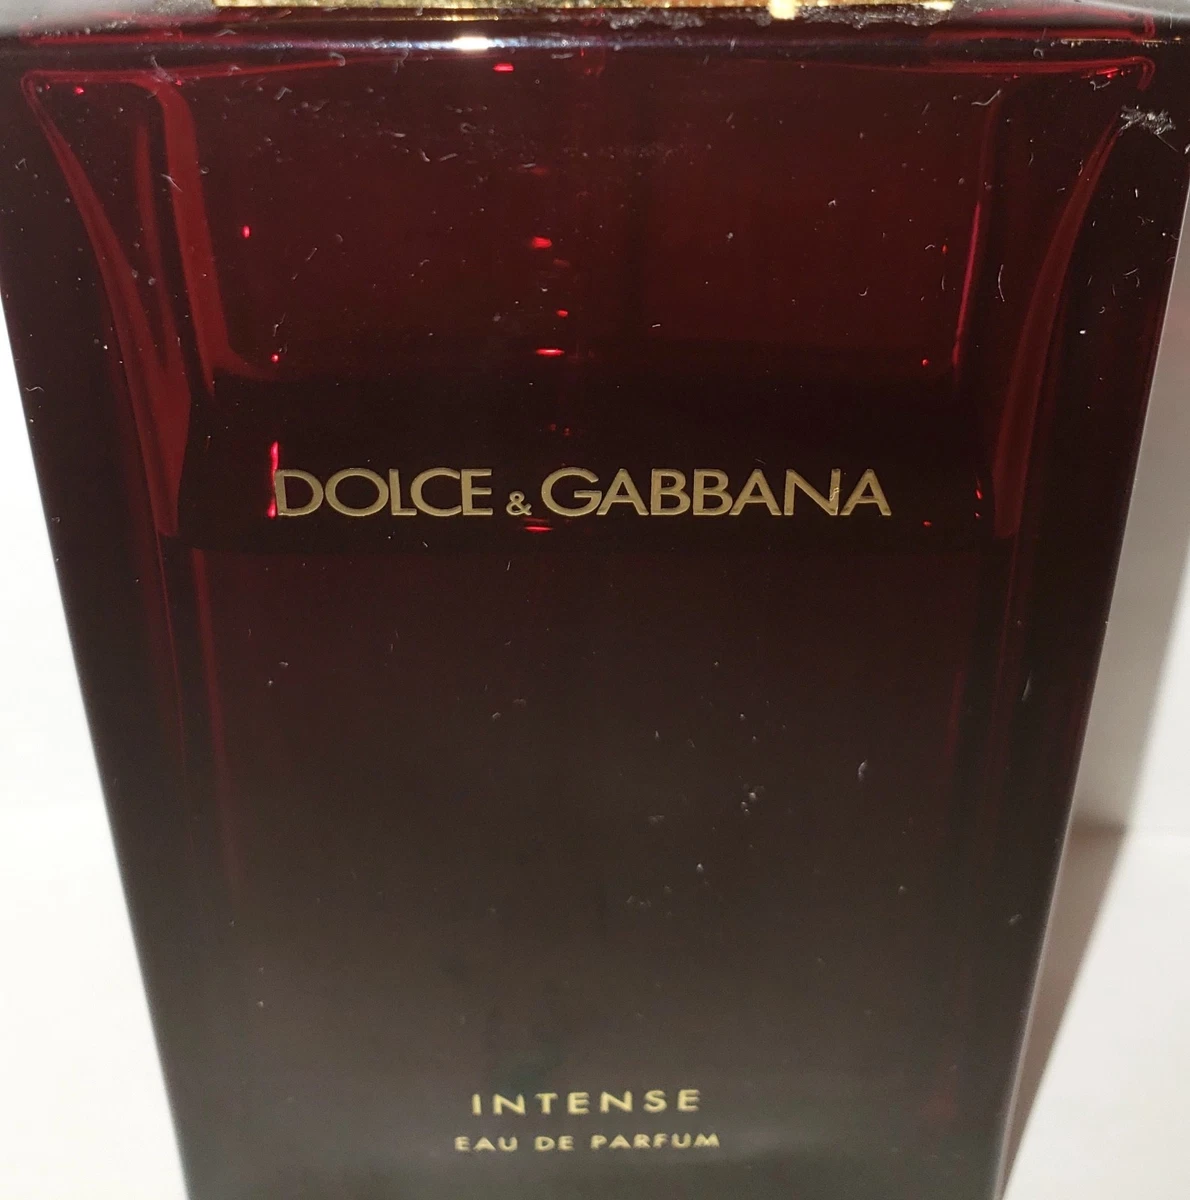 DOLCE & GABBANA
INTENSE
EAU DE PARFUM